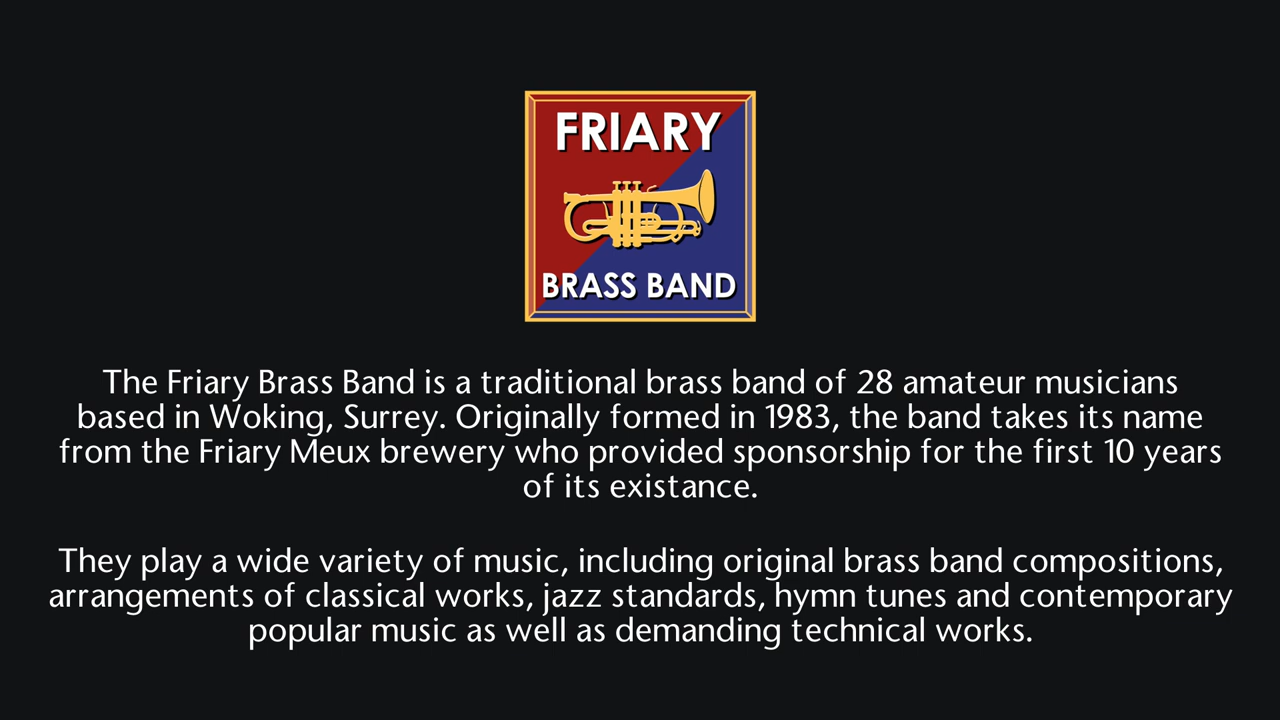 FRIARY
BRASS BAND
The Friary Brass Band is a traditional brass band of 28 amateur musicians
based in Woking, Surrey. Originally formed in 1983, the band takes its name
from the Friary Meux brewery who provided sponsorship for the first 10 years
of its existance.
They play a wide variety of music, including original brass band compositions,
arrangements of classical works, jazz standards, hymn tunes and contemporary
popular music as well as demanding technical works.